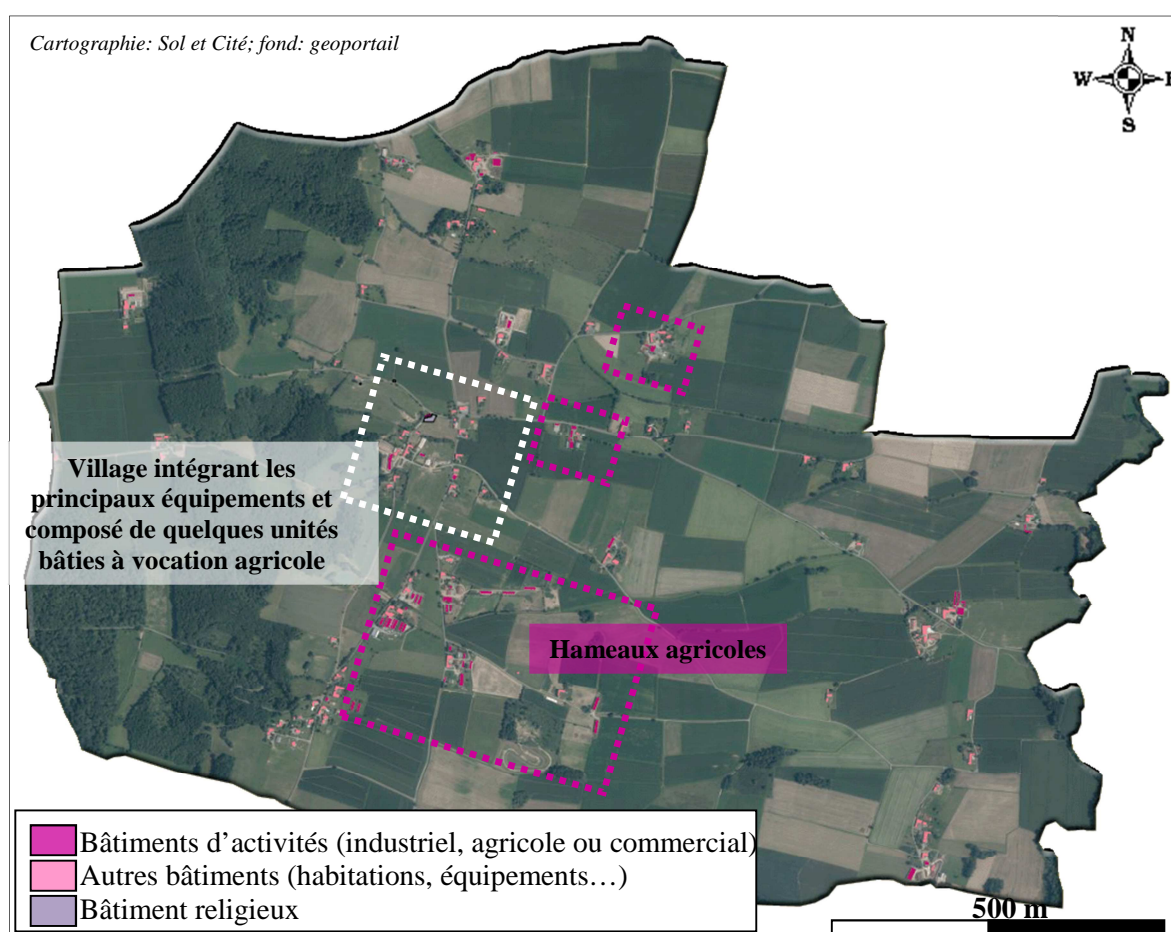 Cartographie: Sol et Cité; fond: geoportail
N
W
E
S
Village intégrant les
principaux équipements et
composé de quelques unités
bâties à vocation agricole
Hameaux agricoles
Bâtiments d’activités (industriel, agricole ou commercial)
Autres bâtiments (habitations, équipements…)
Bâtiment religieux
500 m